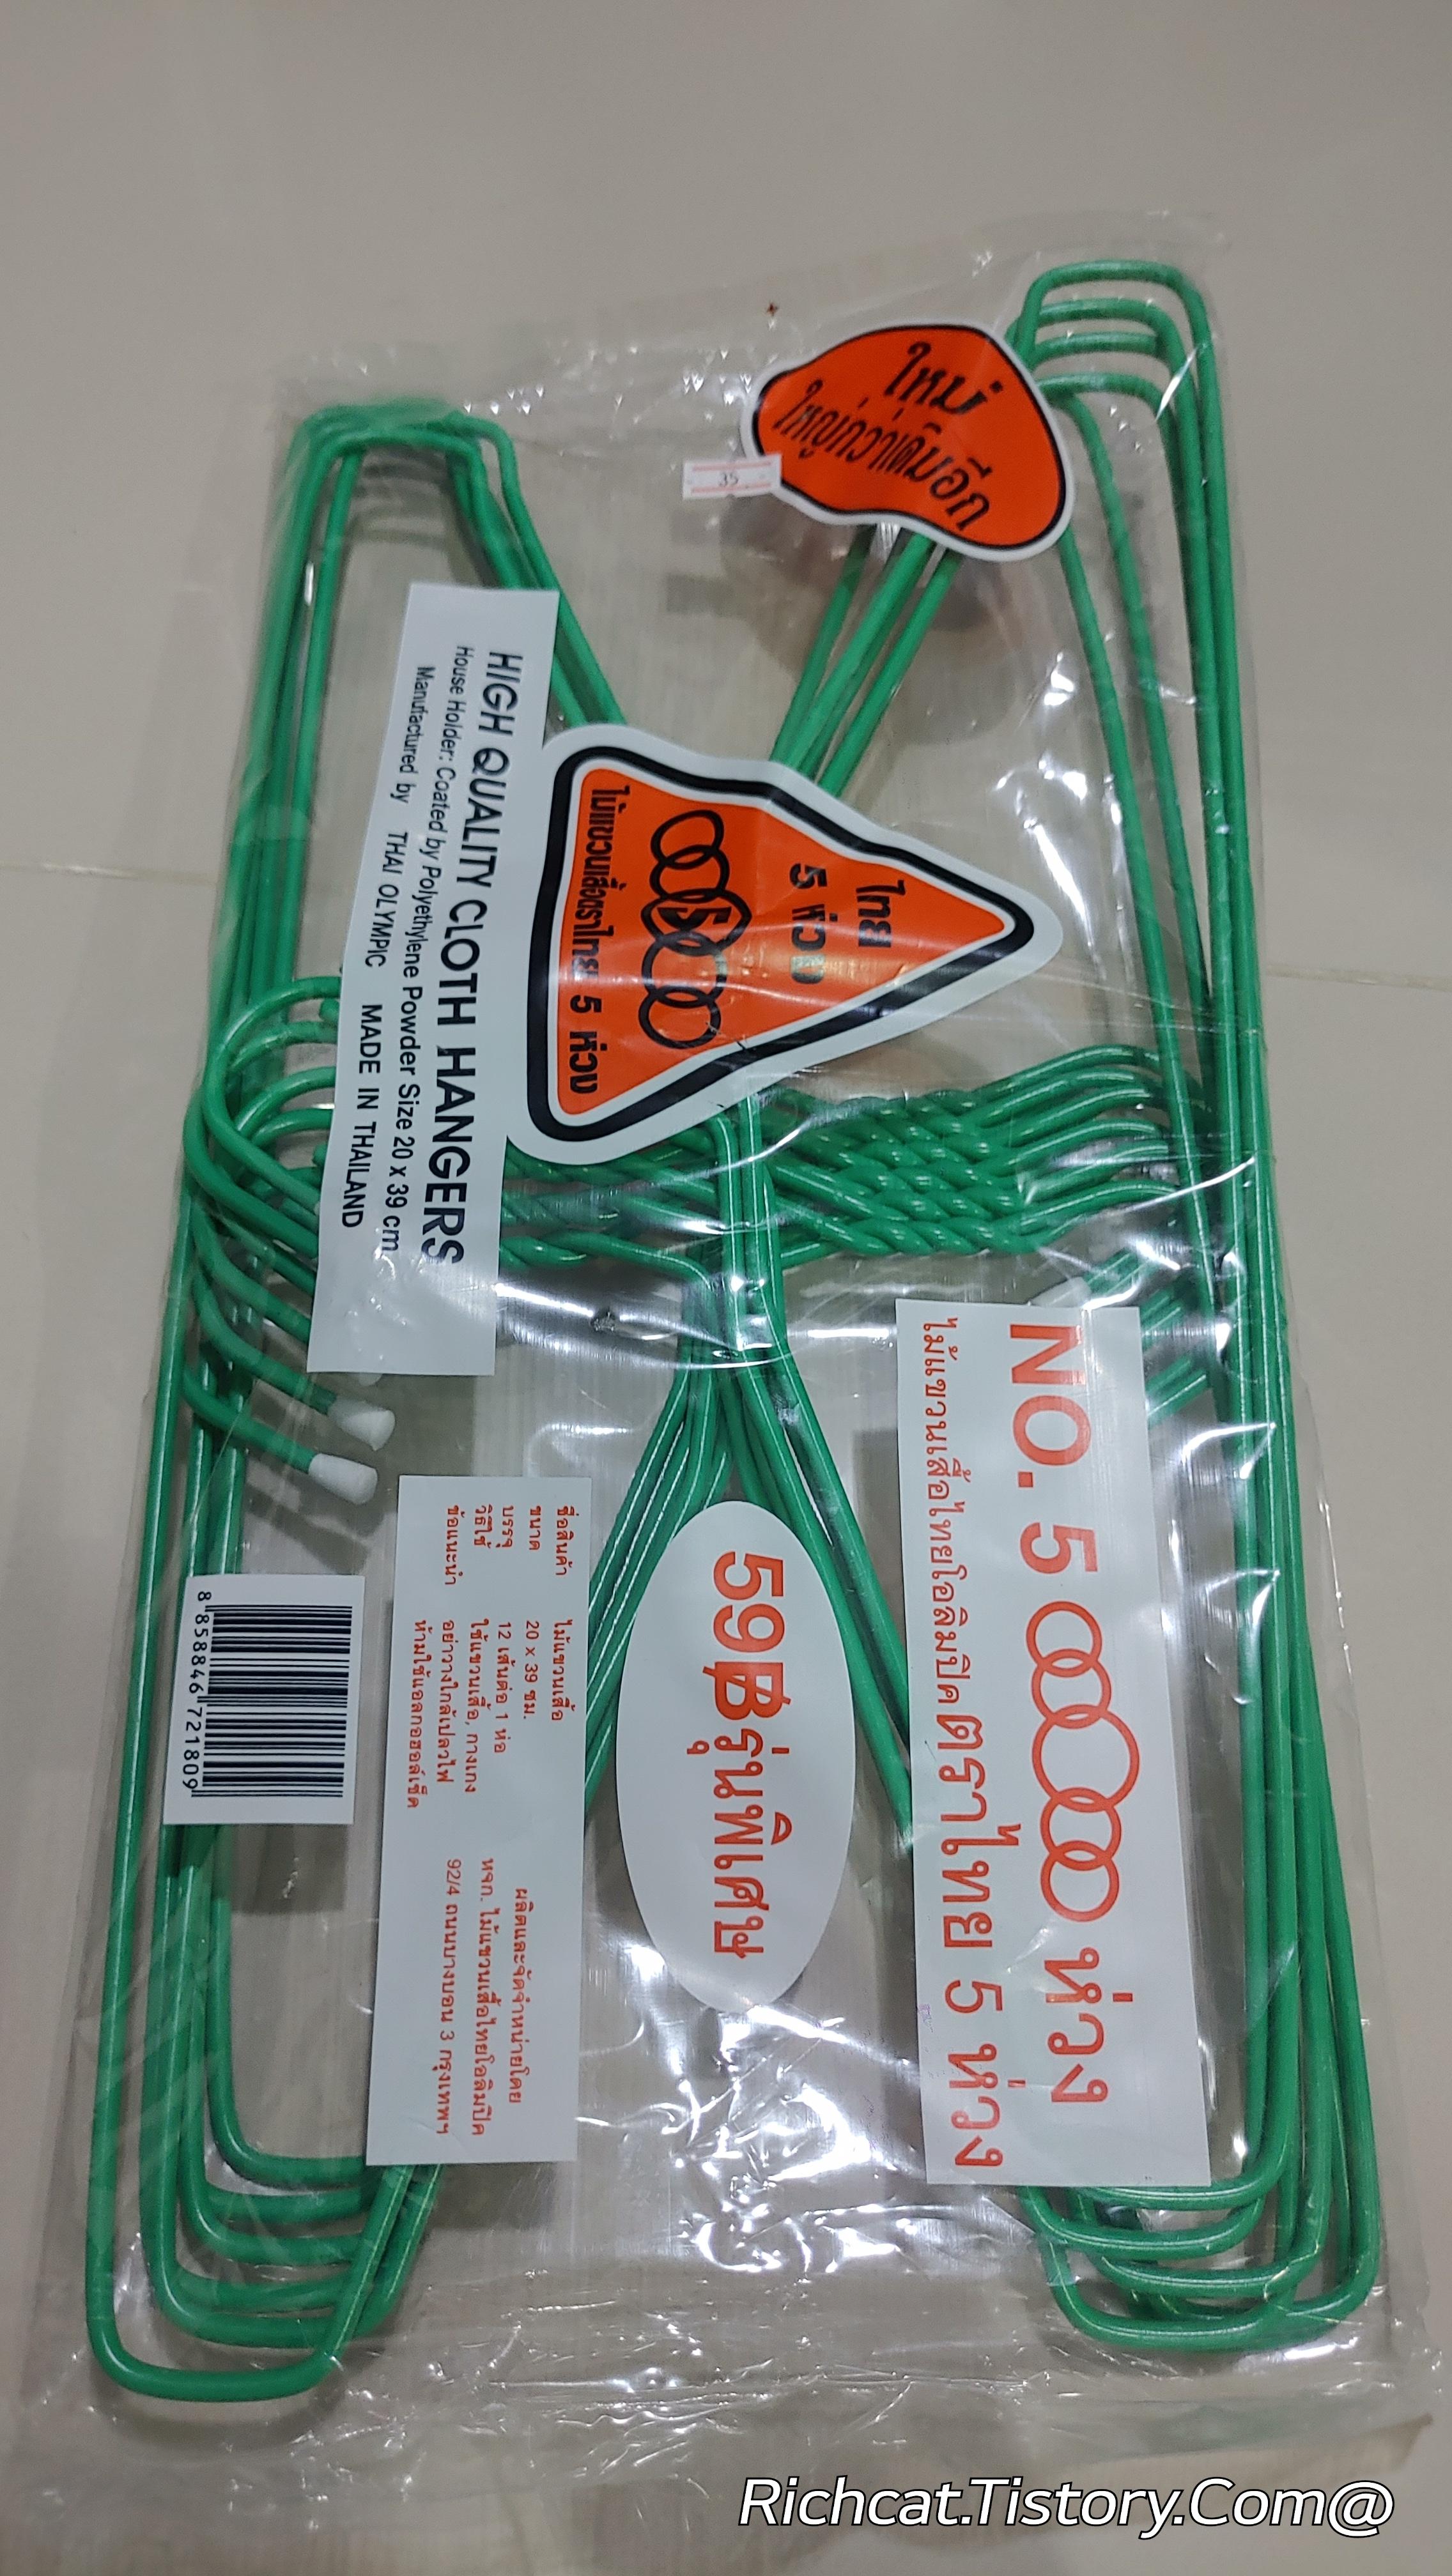 ใหม่
ใหญ่กว่าเดิมอีก
35
ไทย
5 ห่วง
5
ไม้แขวนเสื้อตราไทย 5 ห่วง
HIGH QUALITY CLOTH HANGERS
House Holder: Coated by Polyethylene Powder Size 20 x 39 cm.
Manufactured by THAI OLYMPIC MADE IN THAILAND
NO. 5 ห่วง
ไม้แขวนเสื้อไทยโอลิมปิค ตราไทย 5 ห่วง
59฿รุ่นพิเศษ
ชื่อสินค้า ไม้แขวนเสื้อ
ขนาด 20 x 39 ซม.
บรรจุ 12 เส้นต่อ 1 ห่อ
วิธีใช้ ใช้แขวนเสื้อ, กางเกง
ข้อแนะนำ อย่าวางใกล้เปลวไฟ
ห้ามใช้แอลกอฮอล์เช็ค
ผลิตและจัดจำหน่ายโดย
หจก. ไม้แขวนเสื้อไทยโอลิมปิค
92/4 ถนนบางบอน 3 กรุงเทพฯ
8 858846 721809
Richcat.Tistory.Com@